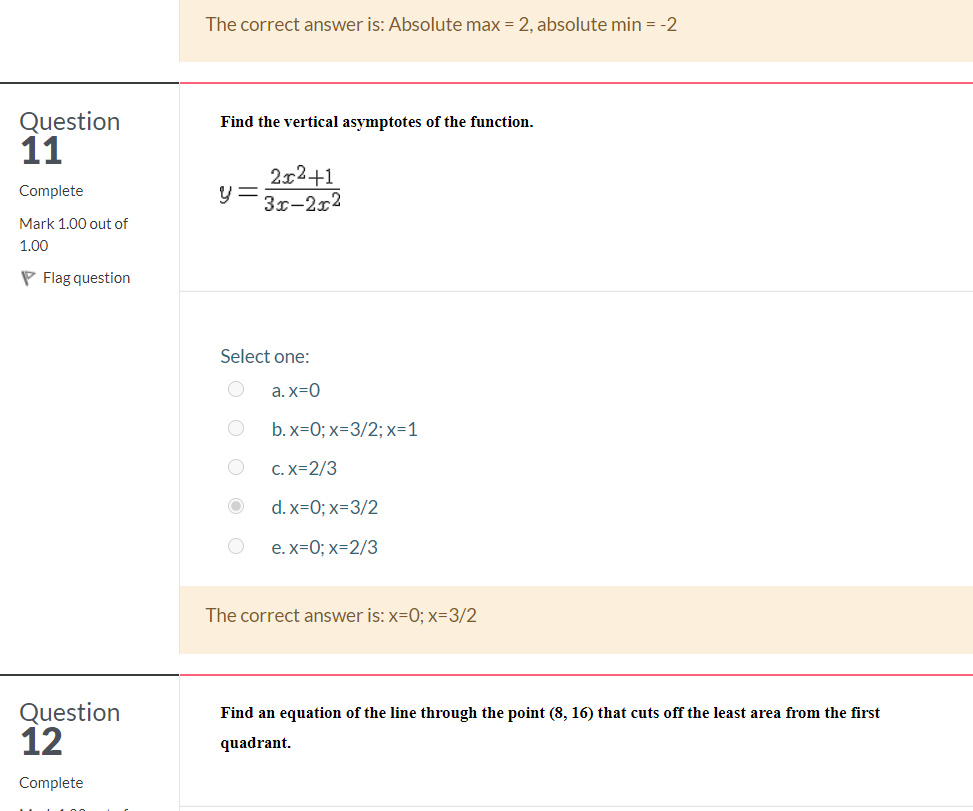 The correct answer is: Absolute max = 2, absolute min = -2
Question
11
Complete
Mark 1.00 out of
1.00
Flag question
Find the vertical asymptotes of the function.
y = \frac{2x^2+1}{3x-2x^2}
Select one:
a. x=0
b. x=0; x=3/2; x=1
c. x=2/3
d. x=0; x=3/2
e. x=0; x=2/3
The correct answer is: x=0; x=3/2
Question
12
Complete
Find an equation of the line through the point (8, 16) that cuts off the least area from the first
quadrant.